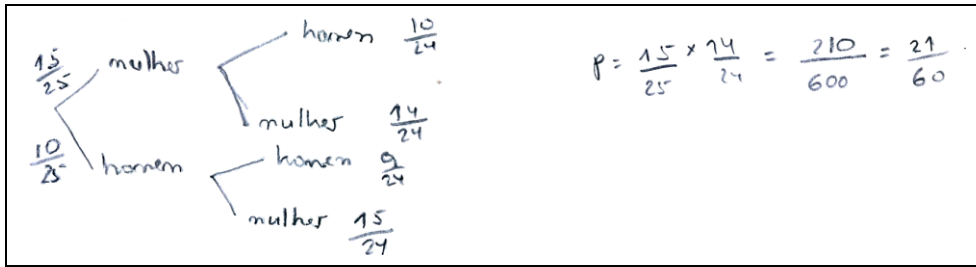 15/25 mulher
homem 10/24
mulher 14/24
10/25 homem
homem 9/24
mulher 15/24
P = 15/25 × 14/24 = 210/600 = 21/60